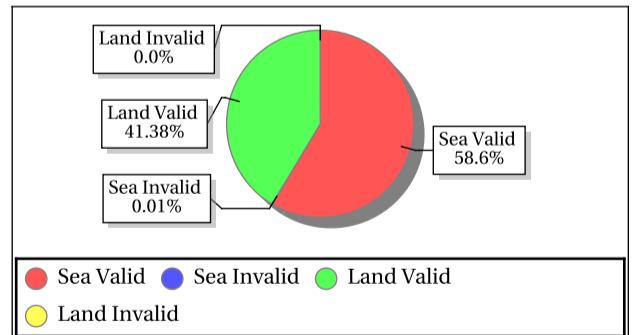 Land Invalid
0.0%
Land Valid
41.38%
Sea Valid
58.6%
Sea Invalid
0.01%
Sea Valid Sea Invalid Land Valid
Land Invalid